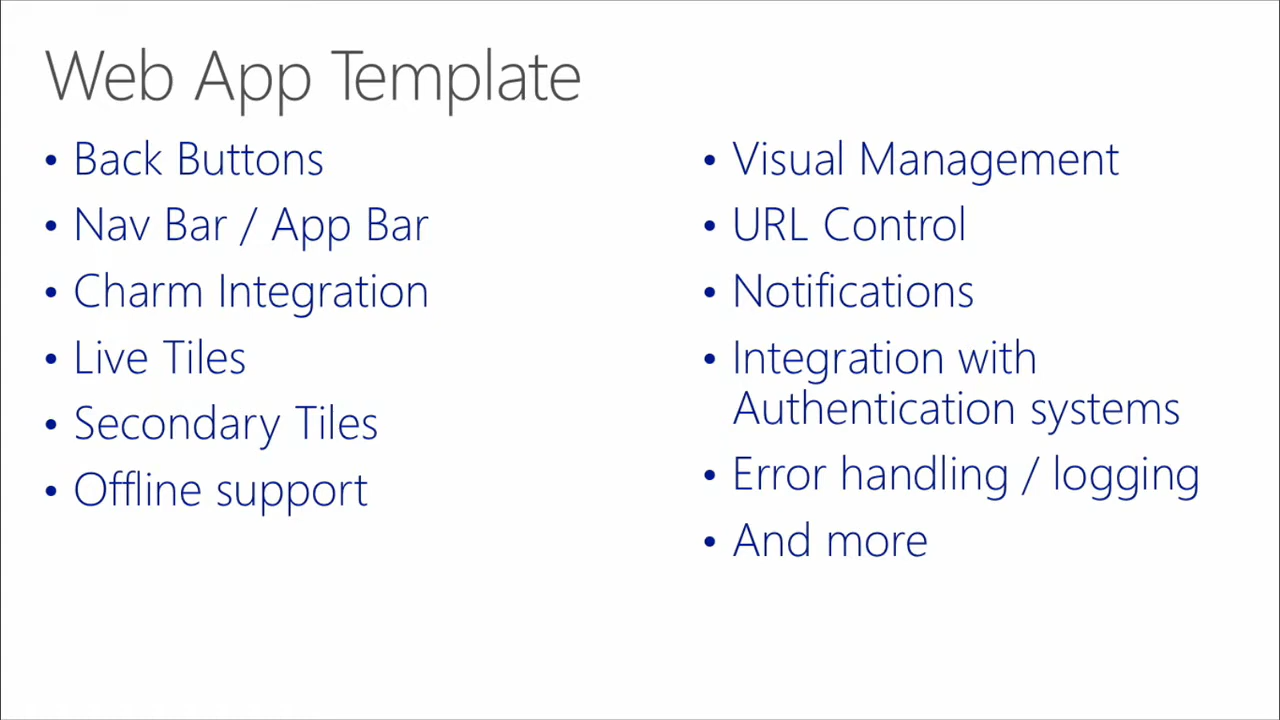 Web App Template
• Back Buttons
• Nav Bar / App Bar
• Charm Integration
• Live Tiles
• Secondary Tiles
• Offline support
• Visual Management
• URL Control
• Notifications
• Integration with
Authentication systems
• Error handling / logging
• And more